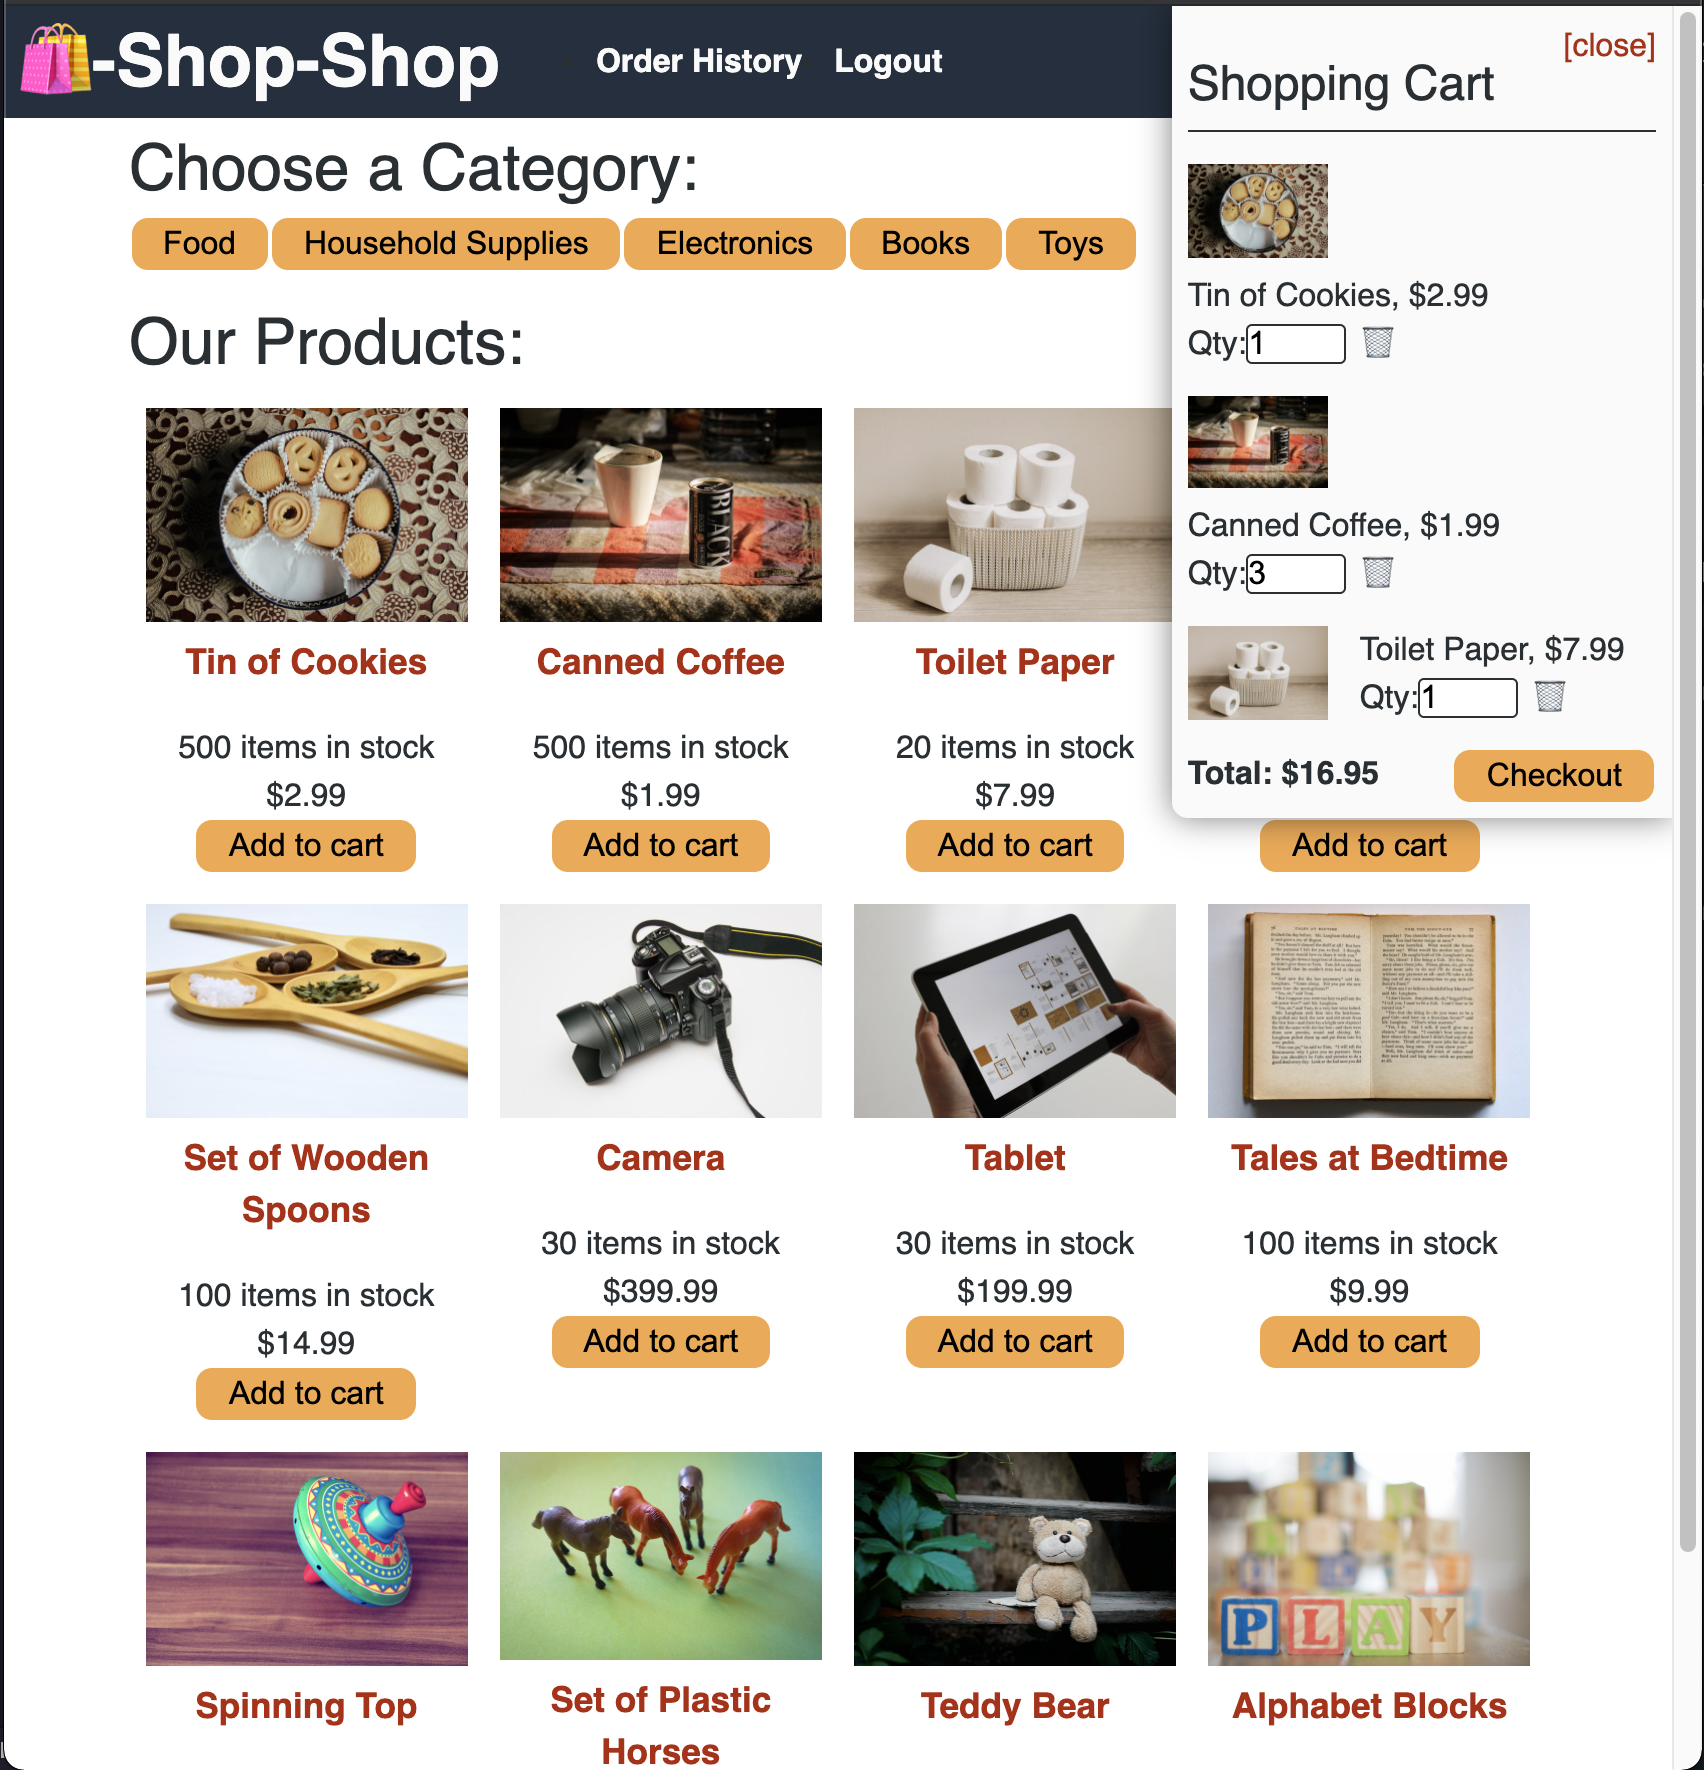 -Shop-Shop
Order History
Logout
Choose a Category:
Food
Household Supplies
Electronics
Books
Toys
Our Products:
Tin of Cookies
500 items in stock
$2.99
Add to cart
BLACK
Canned Coffee
500 items in stock
$1.99
Add to cart
Toilet Paper
20 items in stock
$7.99
Add to cart
Add to cart
Set of Wooden
Spoons
100 items in stock
$14.99
Add to cart
Camera
30 items in stock
$399.99
Add to cart
Tablet
30 items in stock
$199.99
Add to cart
TALES AT BEDTIME
Tales at Bedtime
100 items in stock
$9.99
Add to cart
Spinning Top
Set of Plastic
Horses
Teddy Bear
PLAY
Alphabet Blocks
[close]
Shopping Cart
Tin of Cookies, $2.99
Qty:1
BLACK
Canned Coffee, $1.99
Qty:3
Toilet Paper, $7.99
Qty:1
Total: $16.95
Checkout